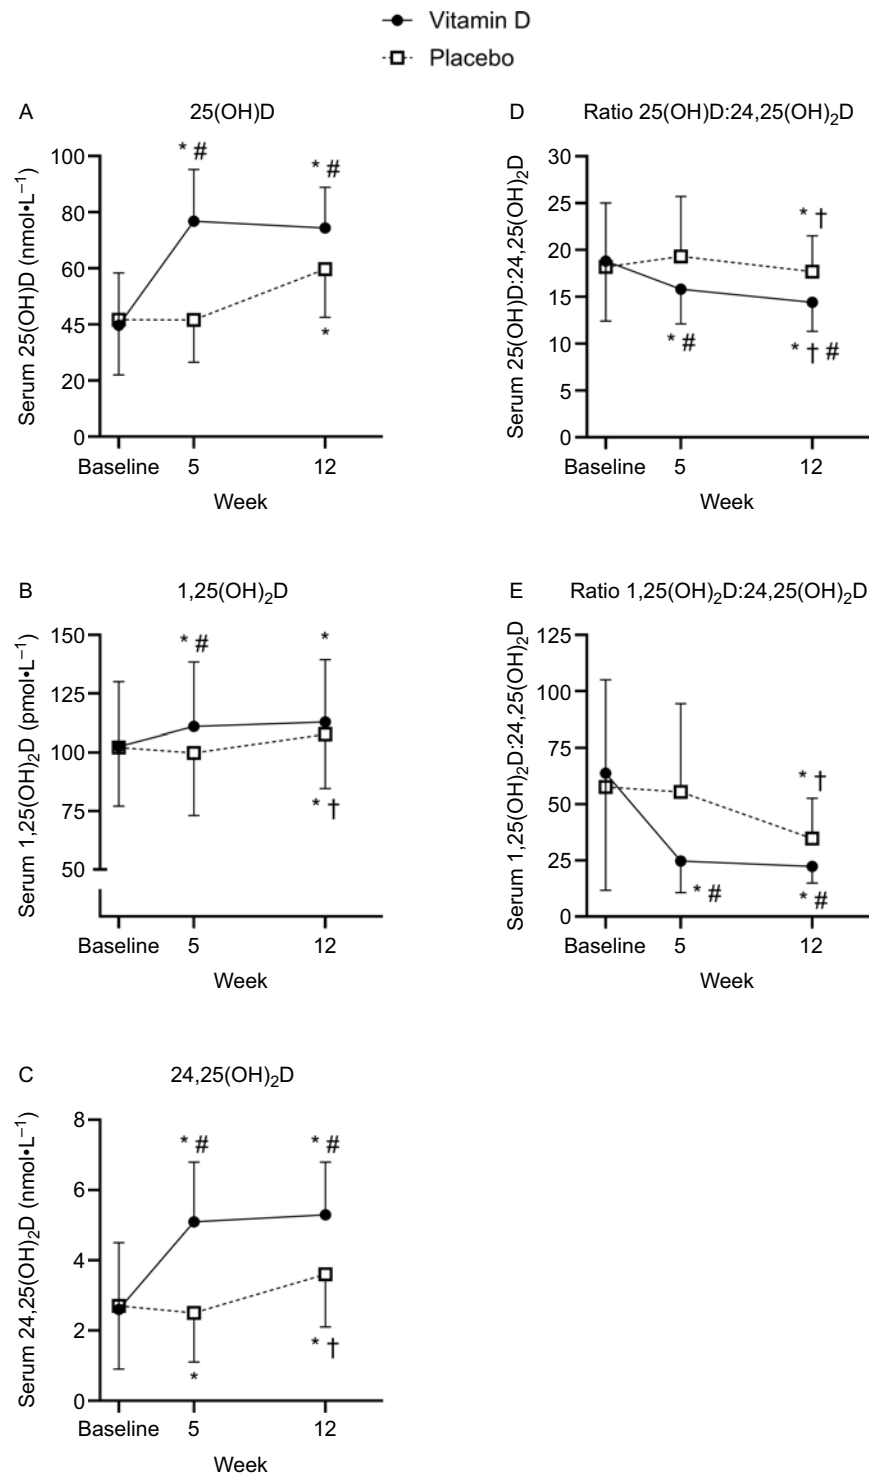 Vitamin D
Placebo
A 25(OH)D
Serum 25(OH)D (nmol•L⁻¹)
100
80
60
45
20
0
* #
* #
*
Baseline 5 12
Week
D Ratio 25(OH)D:24,25(OH)₂D
Serum 25(OH)D:24,25(OH)₂D
30
25
20
15
10
5
0
* †
* #
* † #
Baseline 5 12
Week
B 1,25(OH)₂D
Serum 1,25(OH)₂D (pmol•L⁻¹)
150
125
100
75
50
* #
*
* †
Baseline 5 12
Week
E Ratio 1,25(OH)₂D:24,25(OH)₂D
Serum 1,25(OH)₂D:24,25(OH)₂D
125
100
75
50
25
0
* †
* #
* #
Baseline 5 12
Week
C 24,25(OH)₂D
Serum 24,25(OH)₂D (nmol•L⁻¹)
8
6
4
2
0
* #
* #
* †
*
Baseline 5 12
Week